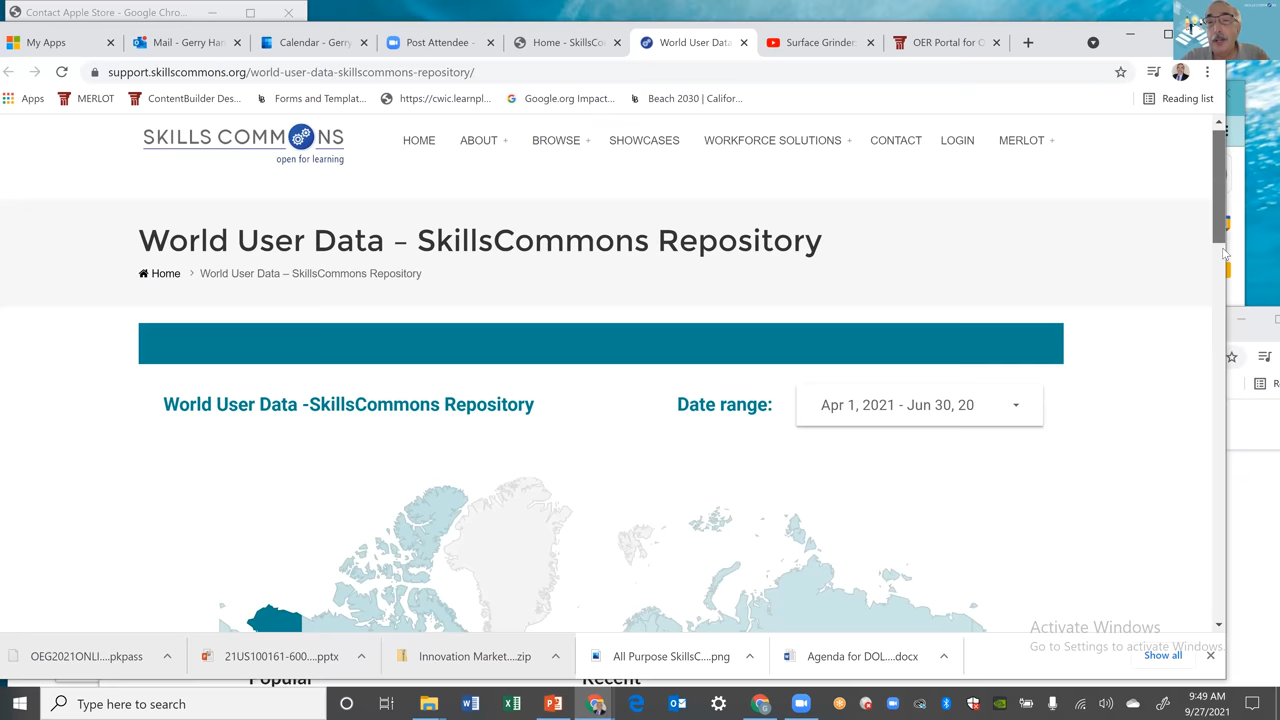 Contact Apple Store - Google Chro...
SKILLSCOMMONS
My Apps
Mail - Gerry Han
Calendar - Gerry
Post Attendee -
Home - SkillsCo
World User Data
Surface Grinder
OER Portal for C
support.skillscommons.org/world-user-data-skillscommons-repository/
Apps
MERLOT
ContentBuilder Des...
Forms and Templat...
https://cwic.learnpl...
Google.org Impact...
Beach 2030 | Califor...
Reading list
SKILLS COMMONS
open for learning
HOME
ABOUT +
BROWSE +
SHOWCASES
WORKFORCE SOLUTIONS +
CONTACT
LOGIN
MERLOT +
World User Data – SkillsCommons Repository
Home > World User Data – SkillsCommons Repository
World User Data -SkillsCommons Repository
Date range:
Apr 1, 2021 - Jun 30, 20
Activate Windows
Go to Settings to activate Windows.
OEG2021ONLI....pkpass
21US100161-600....pptx
Innovation Market....zip
All Purpose SkillsC....png
Agenda for DOL....docx
Show all
Popular
Recent
Type here to search
9:49 AM
9/27/2021